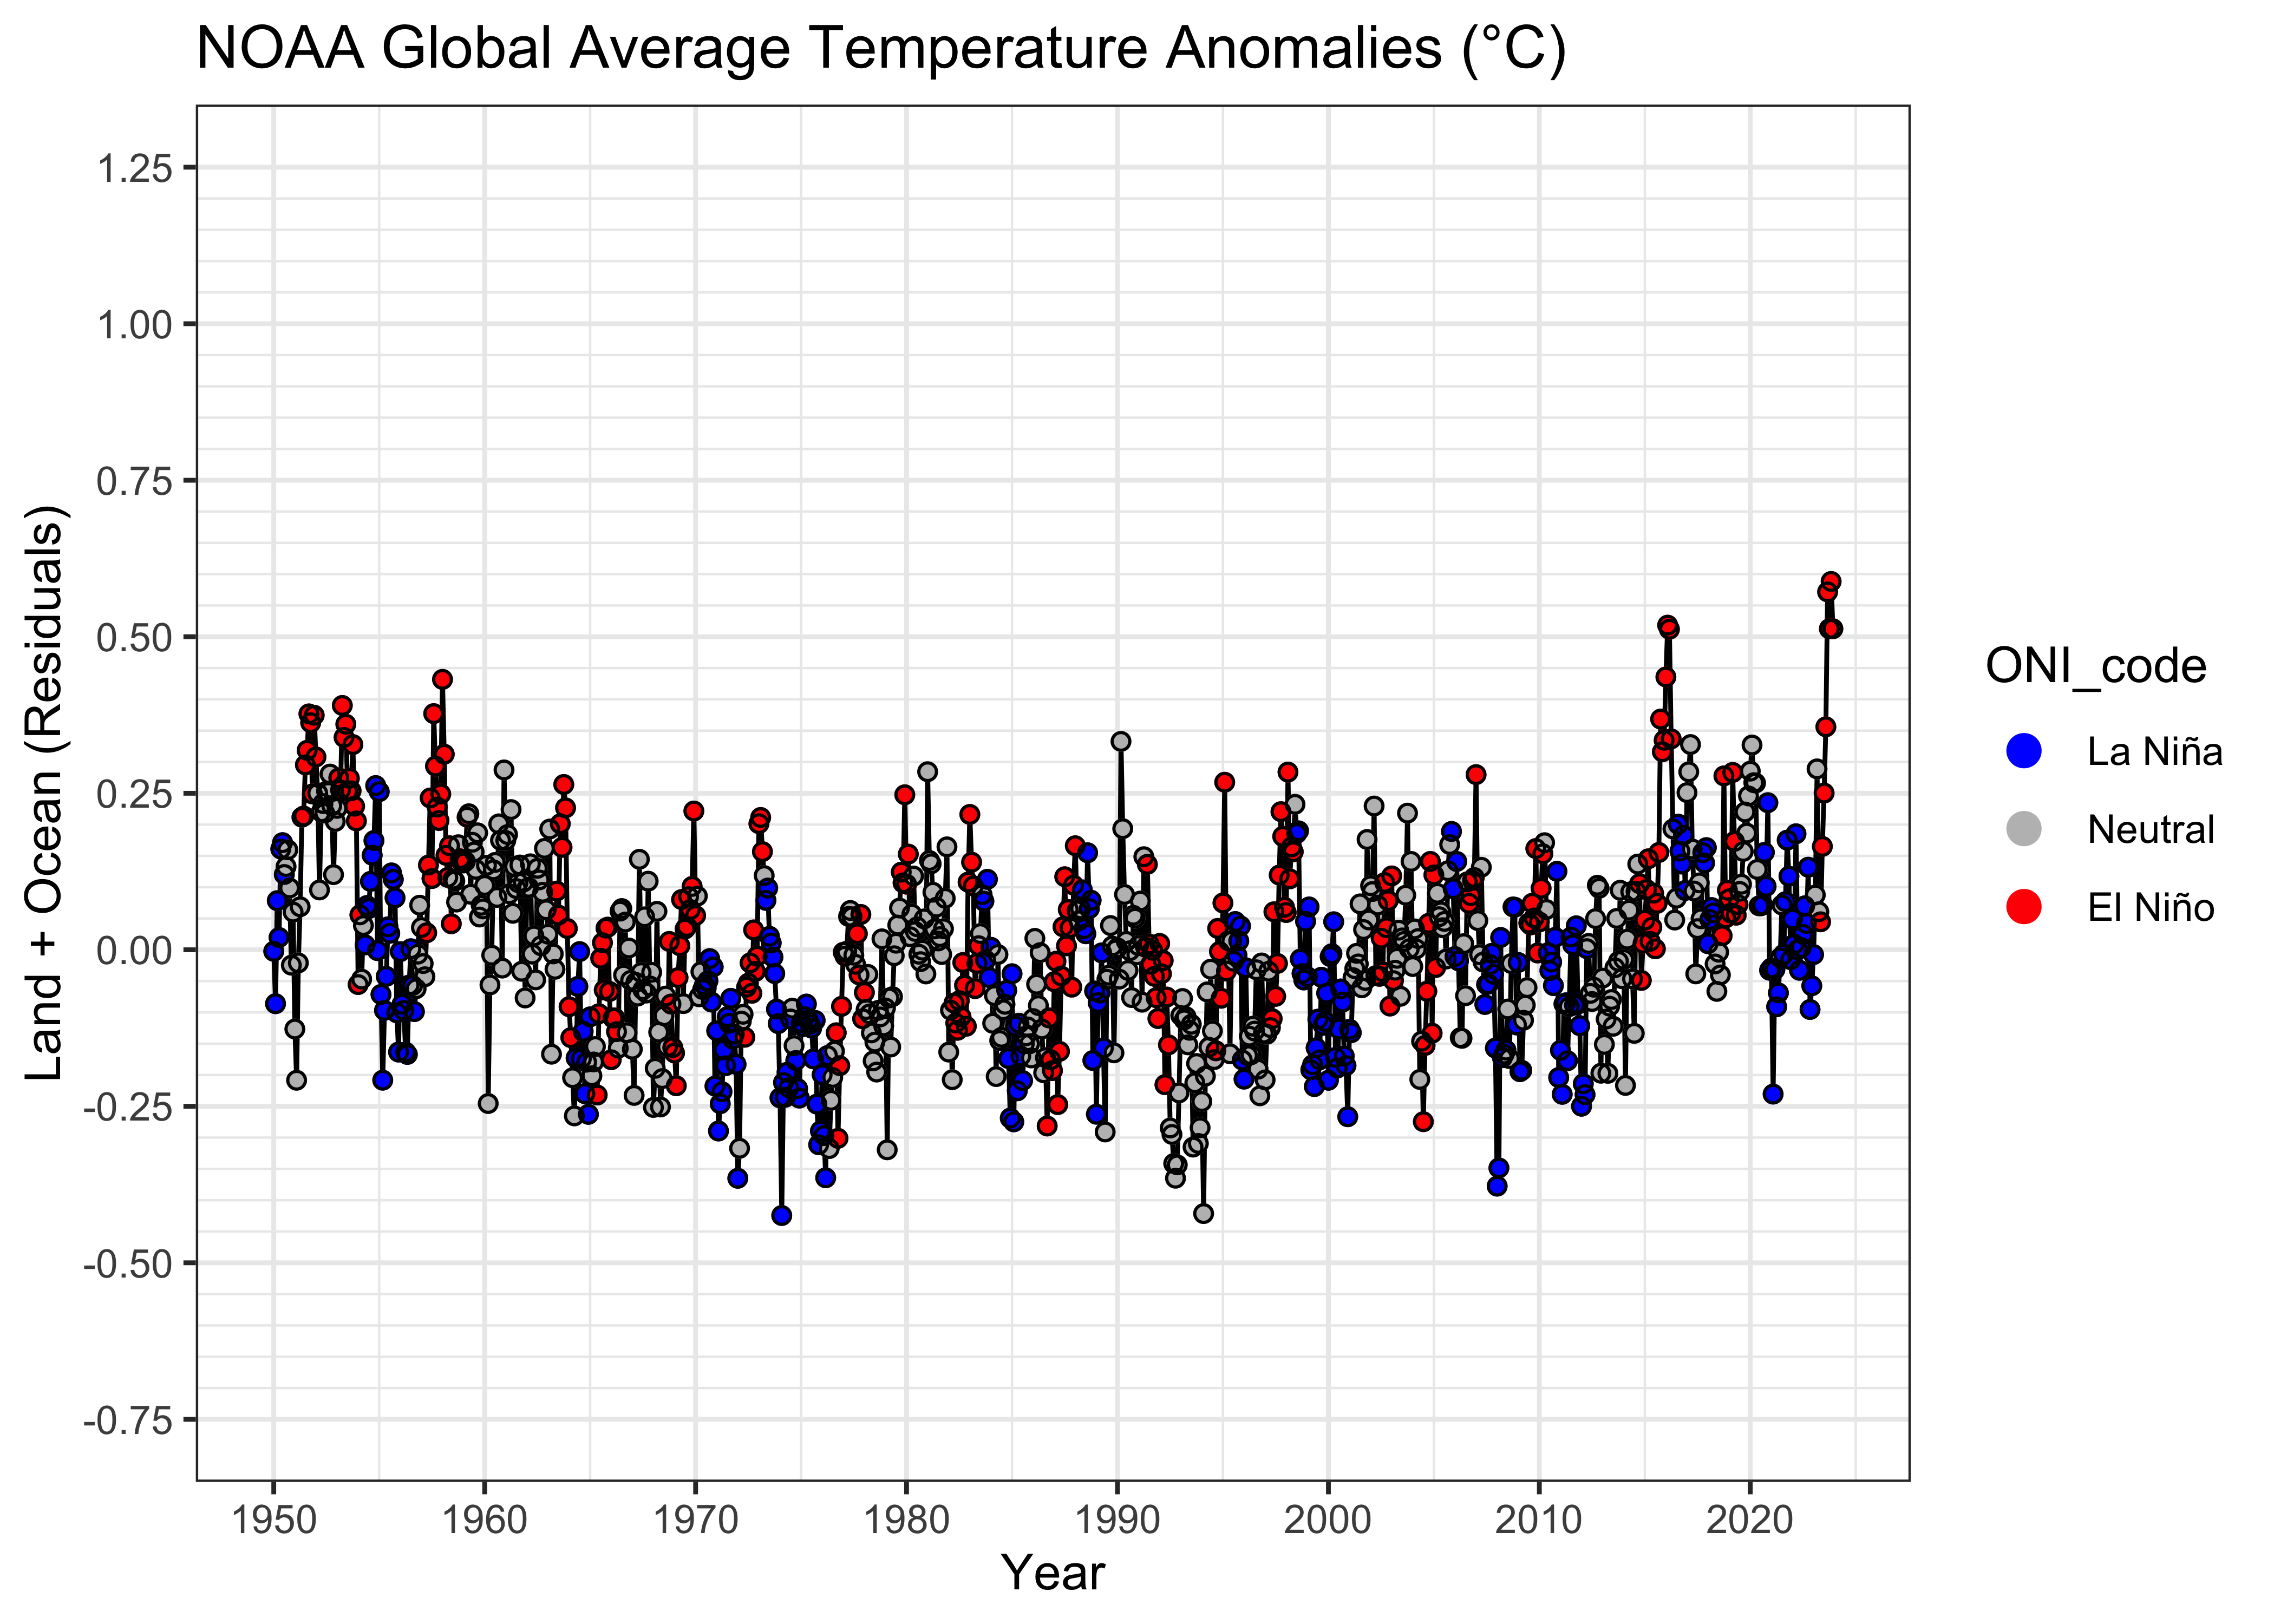 NOAA Global Average Temperature Anomalies (°C)
Land + Ocean (Residuals)
1.25
1.00
0.75
0.50
0.25
0.00
-0.25
-0.50
-0.75
1950 1960 1970 1980 1990 2000 2010 2020
Year
ONI_code
La Niña
Neutral
El Niño